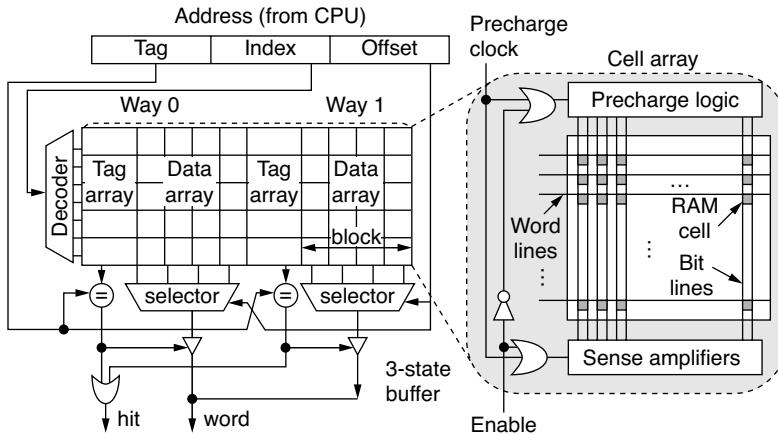 Address (from CPU)
Tag
Index
Offset
Way 0
Way 1
Decoder
Tag
array
Data
array
Tag
array
Data
array
block
=
selector
=
selector
3-state
buffer
hit
word
Precharge
clock
Cell array
Precharge logic
...
Word
lines
RAM
cell
...
...
Bit
lines
Sense amplifiers
Enable